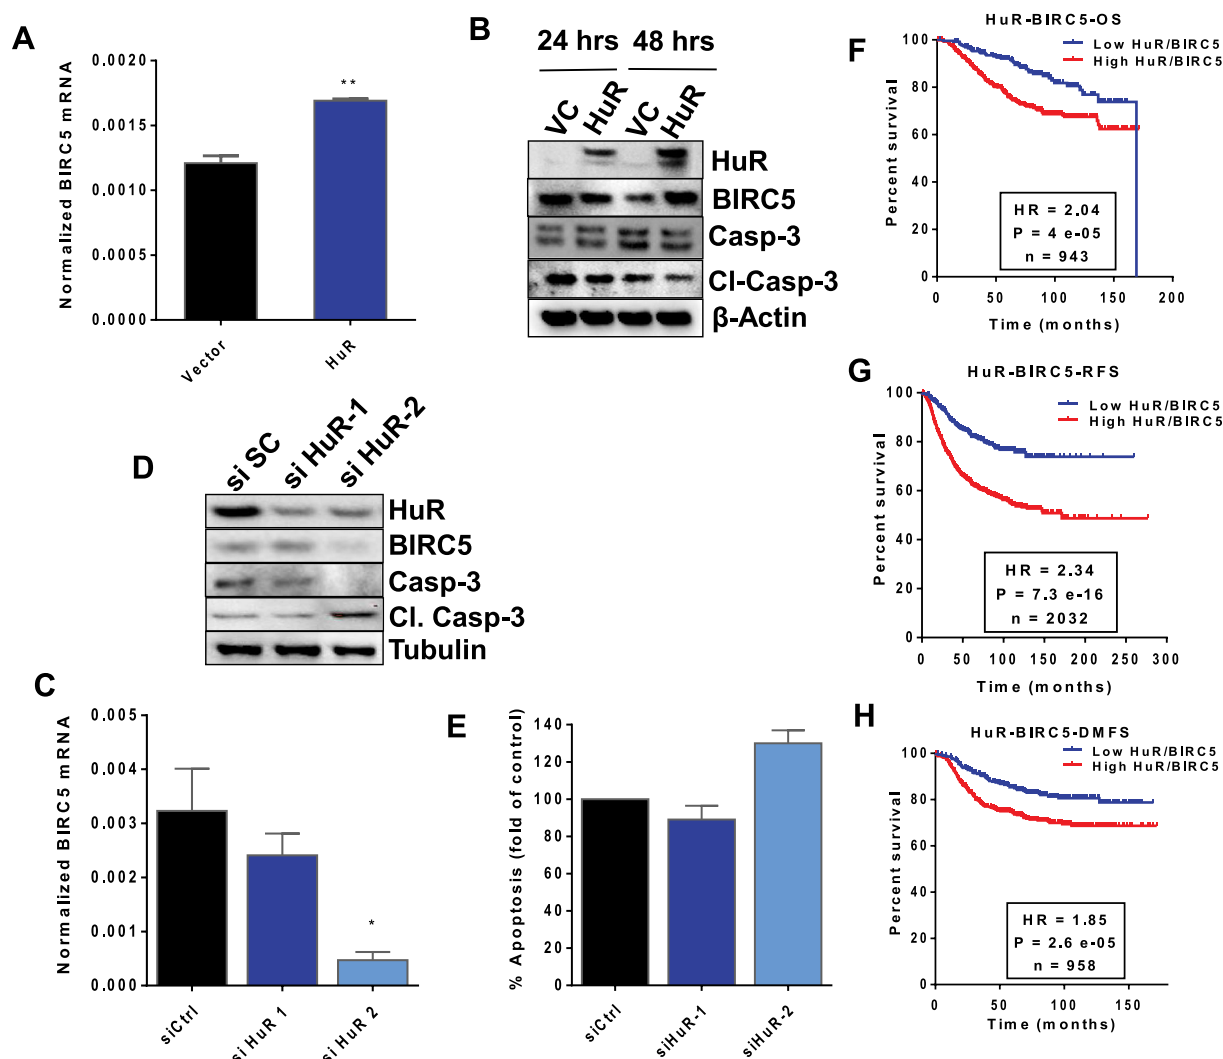 A
Normalized BIRC5 mRNA
0.0020
0.0015
0.0010
0.0005
0.0000
**
Vector
HuR
B
24 hrs 48 hrs
VC HuR VC HuR
HuR
BIRC5
Casp-3
Cl-Casp-3
β-Actin
D
si SC si HuR-1 si HuR-2
HuR
BIRC5
Casp-3
Cl. Casp-3
Tubulin
C
Normalized BIRC5 mRNA
0.005
0.004
0.003
0.002
0.001
0.000
*
siCtrl
si HuR 1
si HuR 2
E
% Apoptosis (fold of control)
140
120
100
80
60
40
20
0
siCtrl
siHuR-1
siHuR-2
F
HuR-BIRC5-OS
Low HuR/BIRC5
High HuR/BIRC5
Percent survival
100
80
60
40
20
0
HR = 2.04
P = 4 e-05
n = 943
0 50 100 150 200
Time (months)
G
HuR-BIRC5-RFS
Low HuR/BIRC5
High HuR/BIRC5
Percent survival
100
80
60
40
20
0
HR = 2.34
P = 7.3 e-16
n = 2032
0 50 100 150 200 250 300
Time (months)
H
HuR-BIRC5-DMFS
Low HuR/BIRC5
High HuR/BIRC5
Percent survival
100
80
60
40
20
0
HR = 1.85
P = 2.6 e-05
n = 958
0 50 100 150
Time (months)